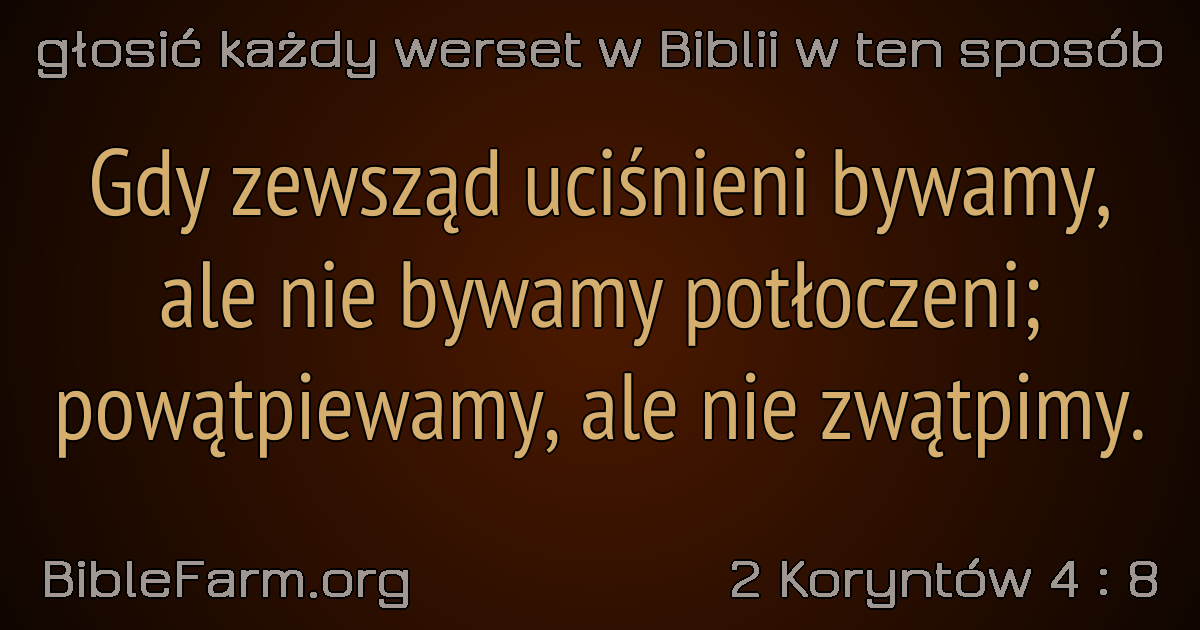 głosić każdy werset w Biblii w ten sposób
Gdy zewsząd uciśnieni bywamy,
ale nie bywamy potłoczeni;
powątpiewamy, ale nie zwątpimy.
BibleFarm.org
2 Koryntów 4 : 8